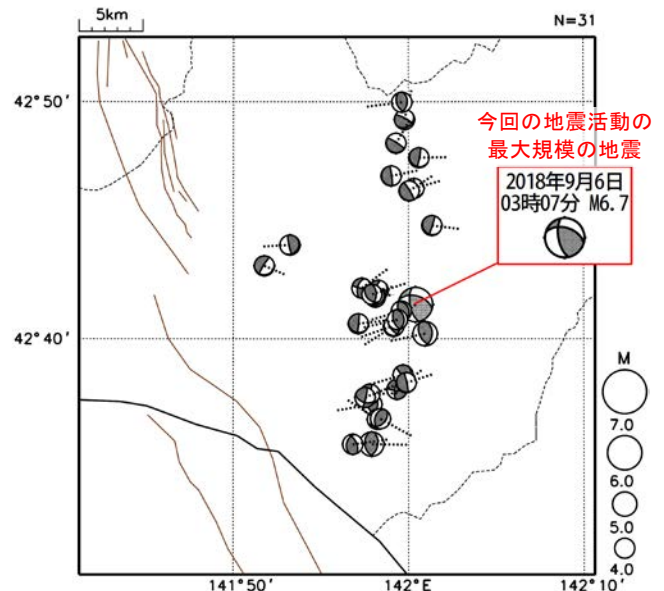 5km
N=31
42°50'
今回の地震活動の
最大規模の地震
2018年9月6日
03時07分 M6.7
42°40'
M
7.0
6.0
5.0
4.0
141°50'
142°E
142°10'